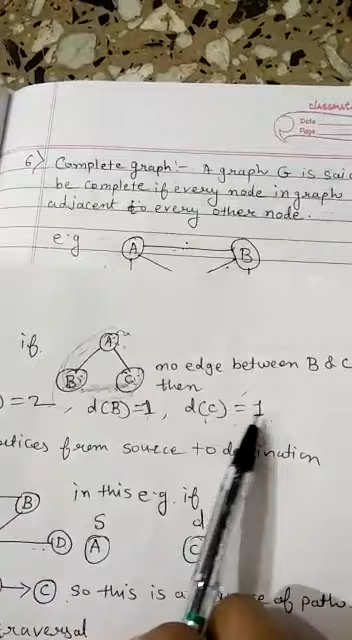 classmate
Date
Page
6) Complete graph:- A graph G is said
be complete if every node in graph
adjacent to every other node.
e.g A B
if A
B C no edge between B & C
then
) = 2, d(B)=1, d(C) = 1
tices from source to destination
B in this e.g. if
S d
D A C
→ C so this is a of path.
traversal